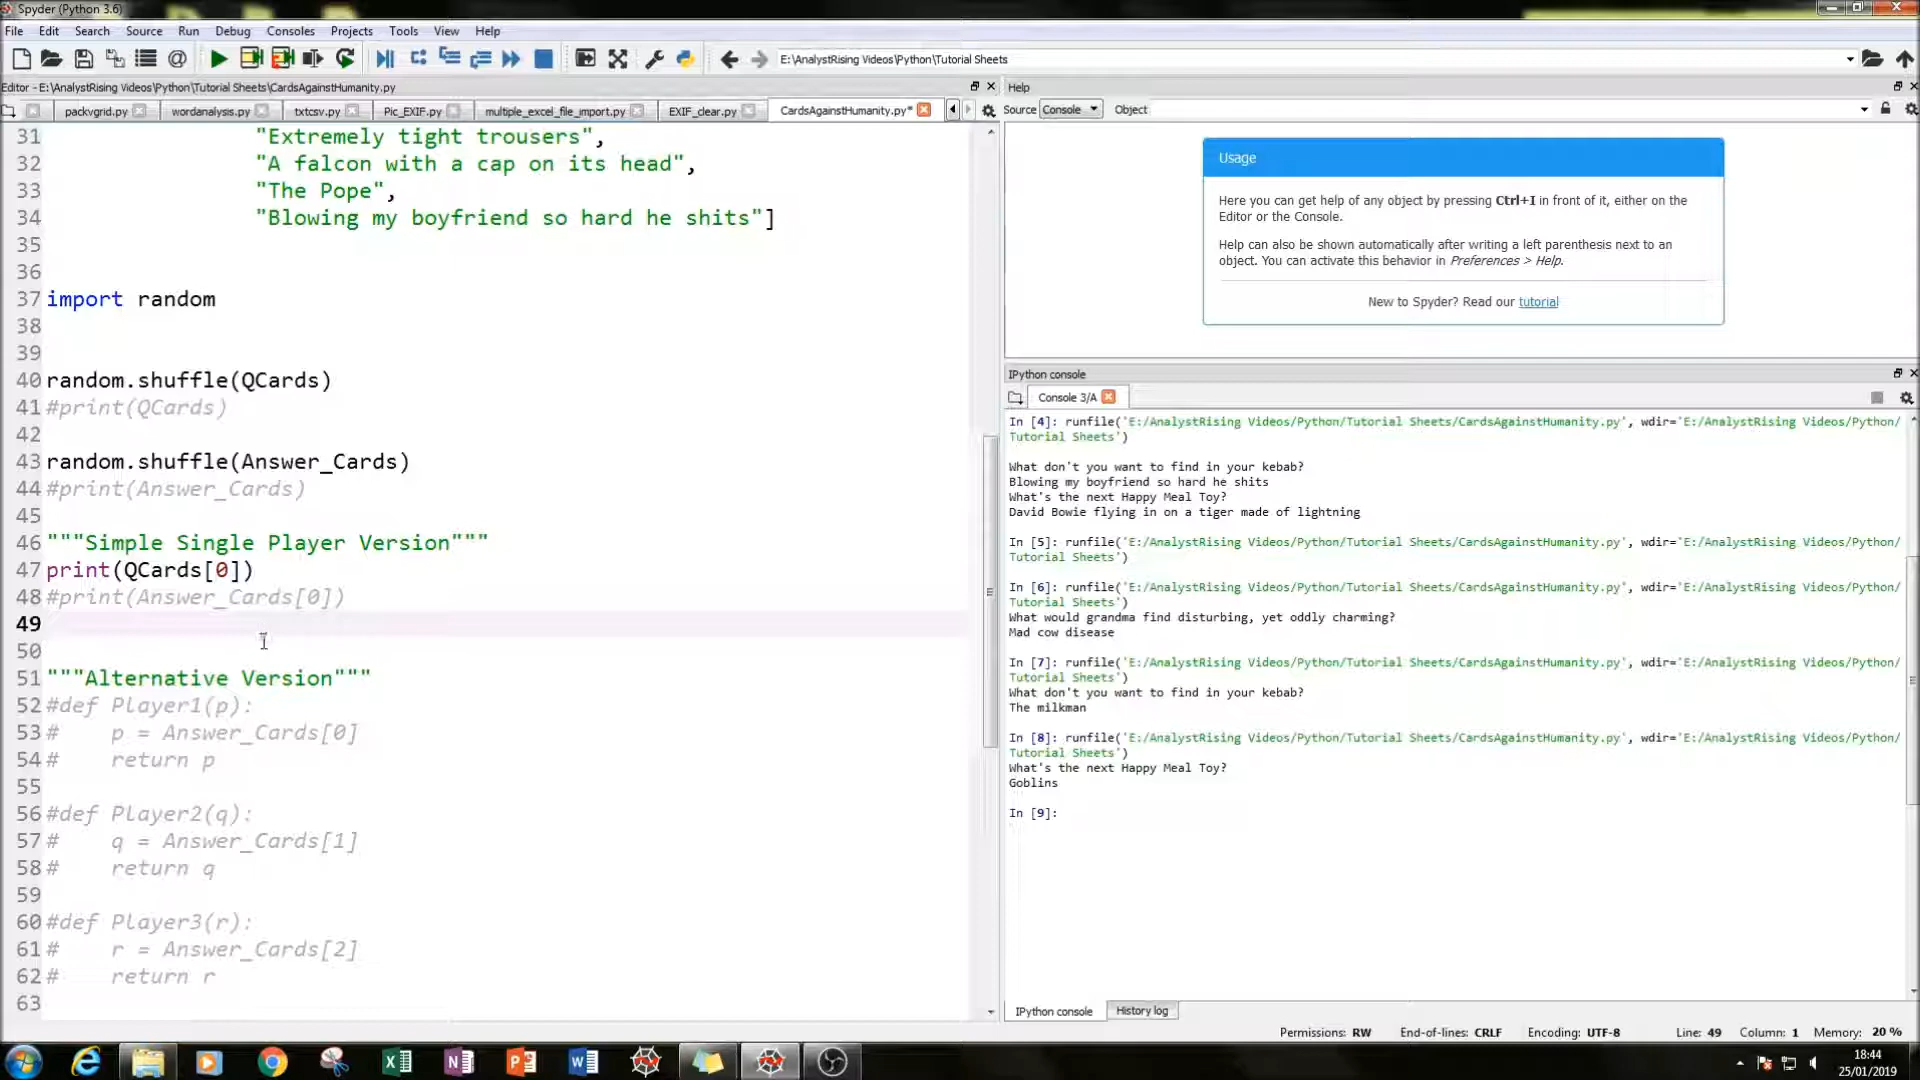 Spyder (Python 3.6)
File Edit Search Source Run Debug Consoles Projects Tools View Help
E:\AnalystRising Videos\Python\Tutorial Sheets
Editor - E:\AnalystRising Videos\Python\Tutorial Sheets\CardsAgainstHumanity.py
packvgrid.py wordanalysis.py txtcsv.py Pic_EXIF.py multiple_excel_file_import.py EXIF_clear.py CardsAgainstHumanity.py*
31 "Extremely tight trousers",
32 "A falcon with a cap on its head",
33 "The Pope",
34 "Blowing my boyfriend so hard he shits"]
35
36
37 import random
38
39
40 random.shuffle(QCards)
41 #print(QCards)
42
43 random.shuffle(Answer_Cards)
44 #print(Answer_Cards)
45
46 """Simple Single Player Version"""
47 print(QCards[0])
48 #print(Answer_Cards[0])
49
50
51 """Alternative Version"""
52 #def Player1(p):
53 #    p = Answer_Cards[0]
54 #    return p
55
56 #def Player2(q):
57 #    q = Answer_Cards[1]
58 #    return q
59
60 #def Player3(r):
61 #    r = Answer_Cards[2]
62 #    return r
63
Help
Source Console Object
Usage
Here you can get help of any object by pressing Ctrl+I in front of it, either on the
Editor or the Console.
Help can also be shown automatically after writing a left parenthesis next to an
object. You can activate this behavior in Preferences > Help.
New to Spyder? Read our tutorial
IPython console
Console 3/A
In [4]: runfile('E:/AnalystRising Videos/Python/Tutorial Sheets/CardsAgainstHumanity.py', wdir='E:/AnalystRising Videos/Python/
Tutorial Sheets')
What don't you want to find in your kebab?
Blowing my boyfriend so hard he shits
What's the next Happy Meal Toy?
David Bowie flying in on a tiger made of lightning
In [5]: runfile('E:/AnalystRising Videos/Python/Tutorial Sheets/CardsAgainstHumanity.py', wdir='E:/AnalystRising Videos/Python/
Tutorial Sheets')
In [6]: runfile('E:/AnalystRising Videos/Python/Tutorial Sheets/CardsAgainstHumanity.py', wdir='E:/AnalystRising Videos/Python/
Tutorial Sheets')
What would grandma find disturbing, yet oddly charming?
Mad cow disease
In [7]: runfile('E:/AnalystRising Videos/Python/Tutorial Sheets/CardsAgainstHumanity.py', wdir='E:/AnalystRising Videos/Python/
Tutorial Sheets')
What don't you want to find in your kebab?
The milkman
In [8]: runfile('E:/AnalystRising Videos/Python/Tutorial Sheets/CardsAgainstHumanity.py', wdir='E:/AnalystRising Videos/Python/
Tutorial Sheets')
What's the next Happy Meal Toy?
Goblins
In [9]:
IPython console History log
Permissions: RW End-of-lines: CRLF Encoding: UTF-8 Line: 49 Column: 1 Memory: 20 %
18:44
25/01/2019